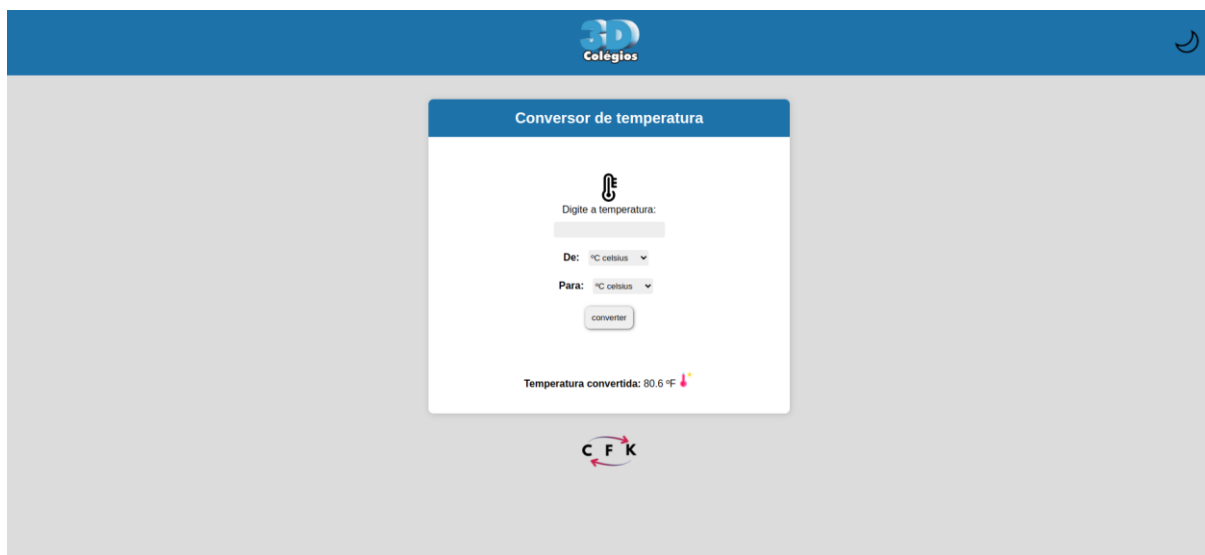 3D
Colégios
Conversor de temperatura
Digite a temperatura:
De: ºC celsius
Para: ºC celsius
converter
Temperatura convertida: 80.6 ºF
C F K